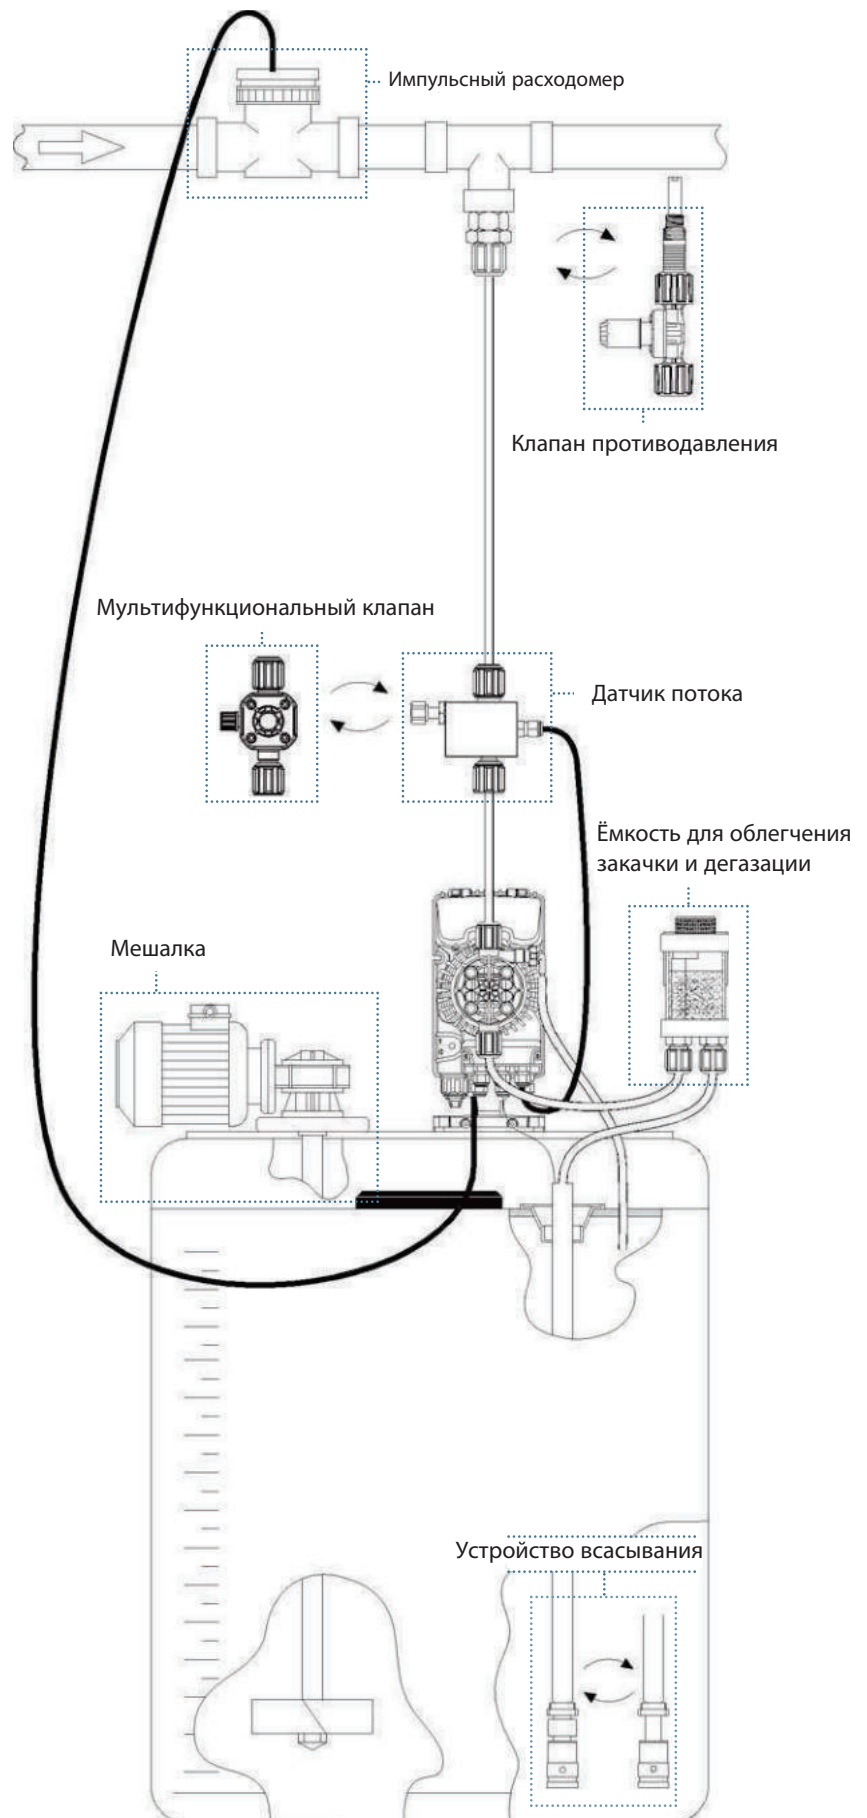 Импульсный расходомер
Клапан противодавления
Мультифункциональный клапан
Датчик потока
Ёмкость для облегчения
закачки и дегазации
Мешалка
Устройство всасывания